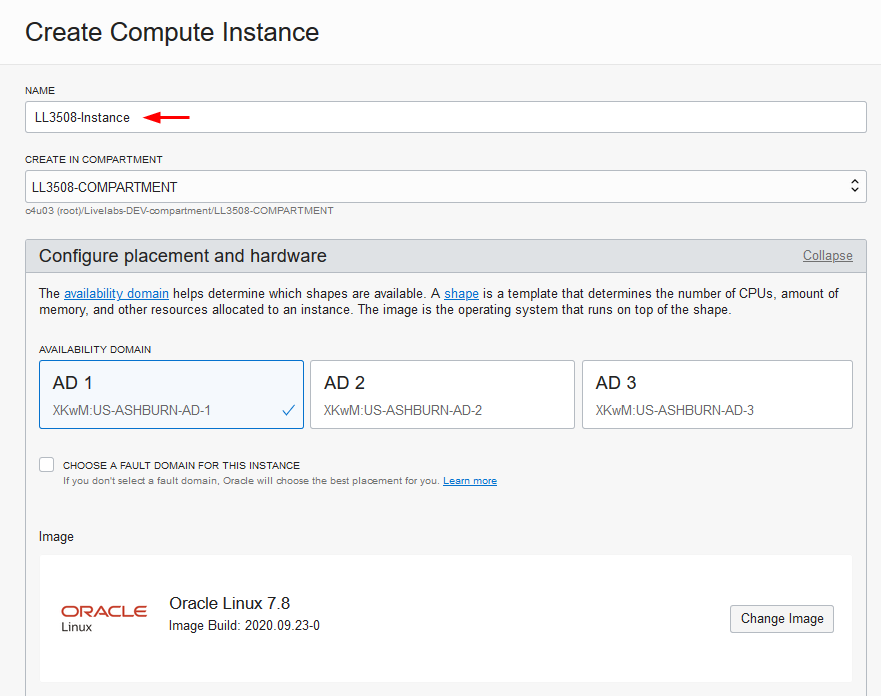 Create Compute Instance
NAME
LL3508-Instance
CREATE IN COMPARTMENT
LL3508-COMPARTMENT
c4u03 (root)/Livelabs-DEV-compartment/LL3508-COMPARTMENT
Configure placement and hardware Collapse
The availability domain helps determine which shapes are available. A shape is a template that determines the number of CPUs, amount of
memory, and other resources allocated to an instance. The image is the operating system that runs on top of the shape.
AVAILABILITY DOMAIN
AD 1 AD 2 AD 3
XKwM:US-ASHBURN-AD-1 XKwM:US-ASHBURN-AD-2 XKwM:US-ASHBURN-AD-3
CHOOSE A FAULT DOMAIN FOR THIS INSTANCE
If you don't select a fault domain, Oracle will choose the best placement for you. Learn more
Image
ORACLE
Linux
Oracle Linux 7.8
Image Build: 2020.09.23-0
Change Image